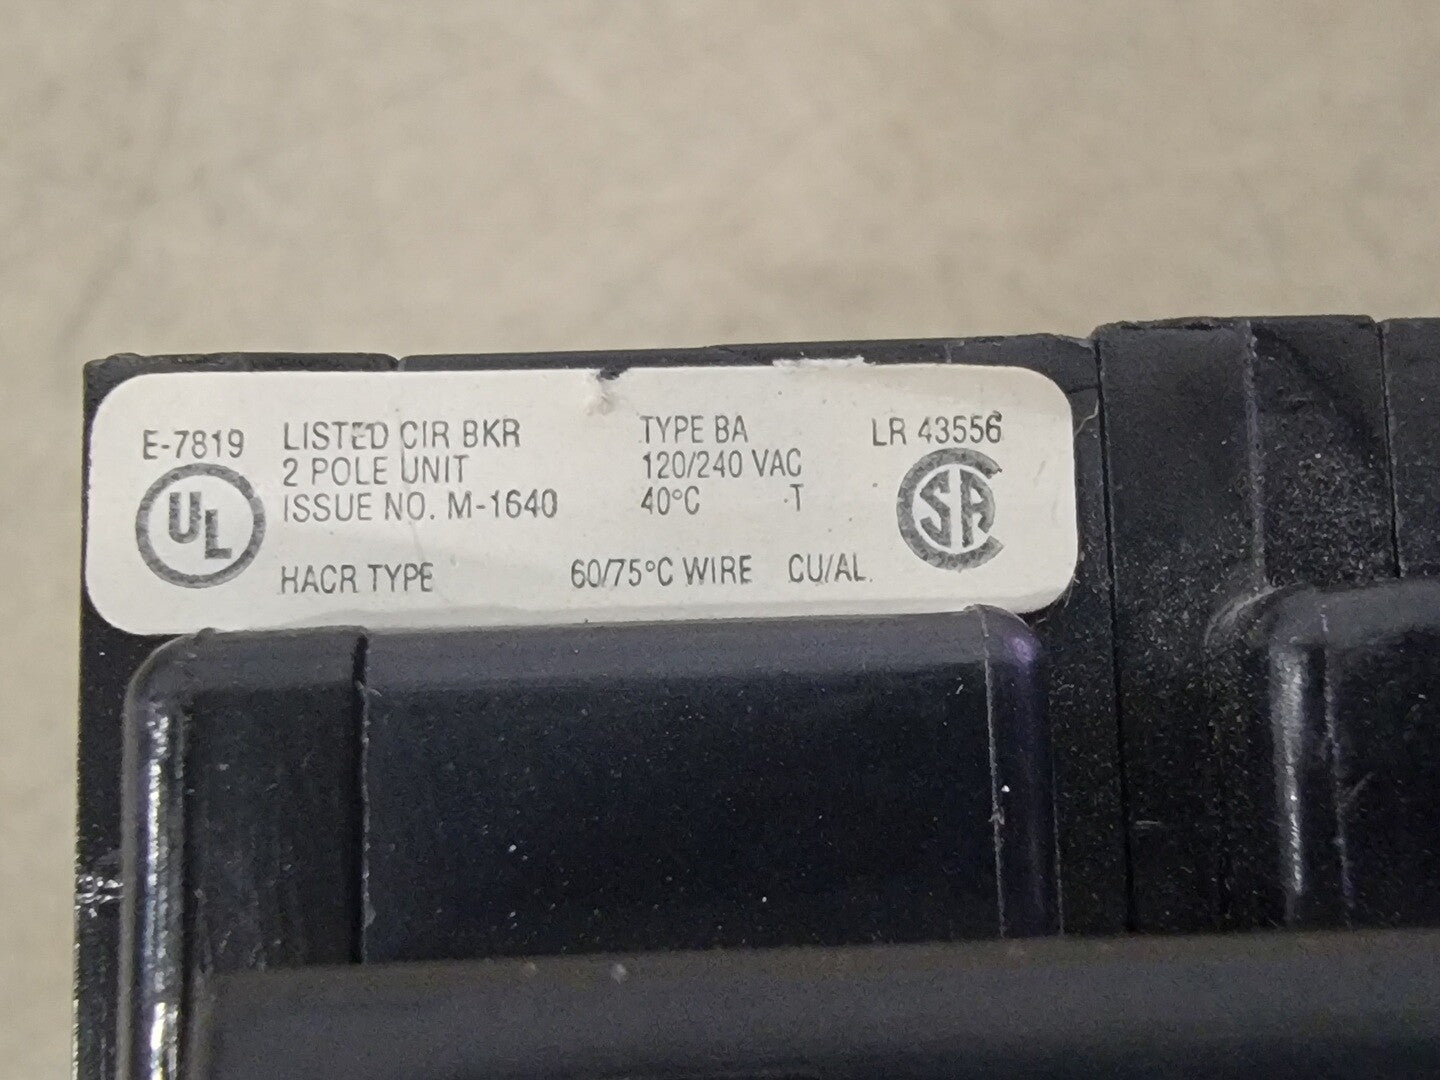 E-7819 LISTED CIR BKR TYPE BA LR 43556
2 POLE UNIT 120/240 VAC
ISSUE NO. M-1640 40°C T
UL
SA
HACR TYPE 60/75°C WIRE CU/AL